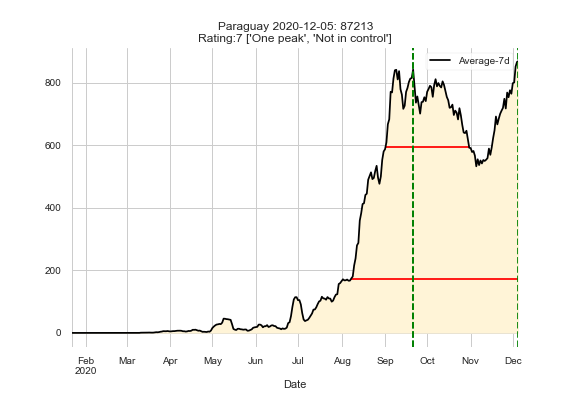 Paraguay 2020-12-05: 87213
Rating:7 ['One peak', 'Not in control']
Average-7d
800
600
400
200
0
Feb Mar Apr May Jun Jul Aug Sep Oct Nov Dec
2020
Date